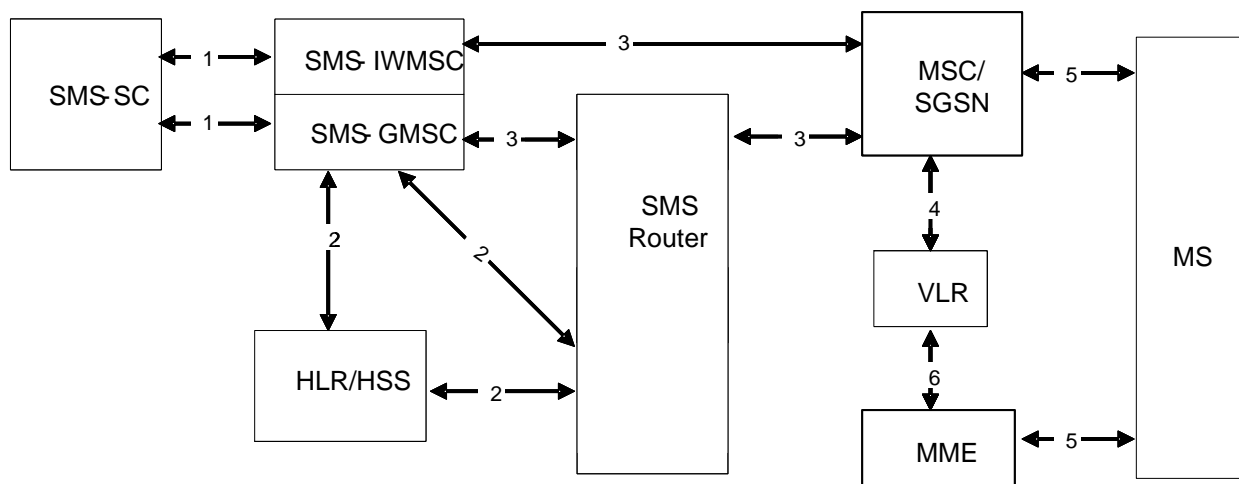 SMS-SC
1
1
SMS- IWMSC
SMS- GMSC
3
3
3
MSC/
SGSN
5
MS
4
SMS
Router
2
2
VLR
6
HLR/HSS
2
MME
5